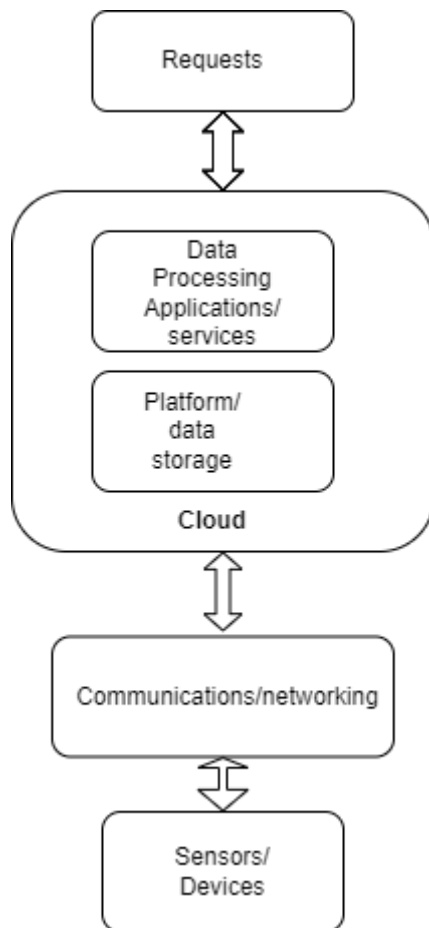 Requests
Data
Processing
Applications/
services
Platform/
data
storage
Cloud
Communications/networking
Sensors/
Devices